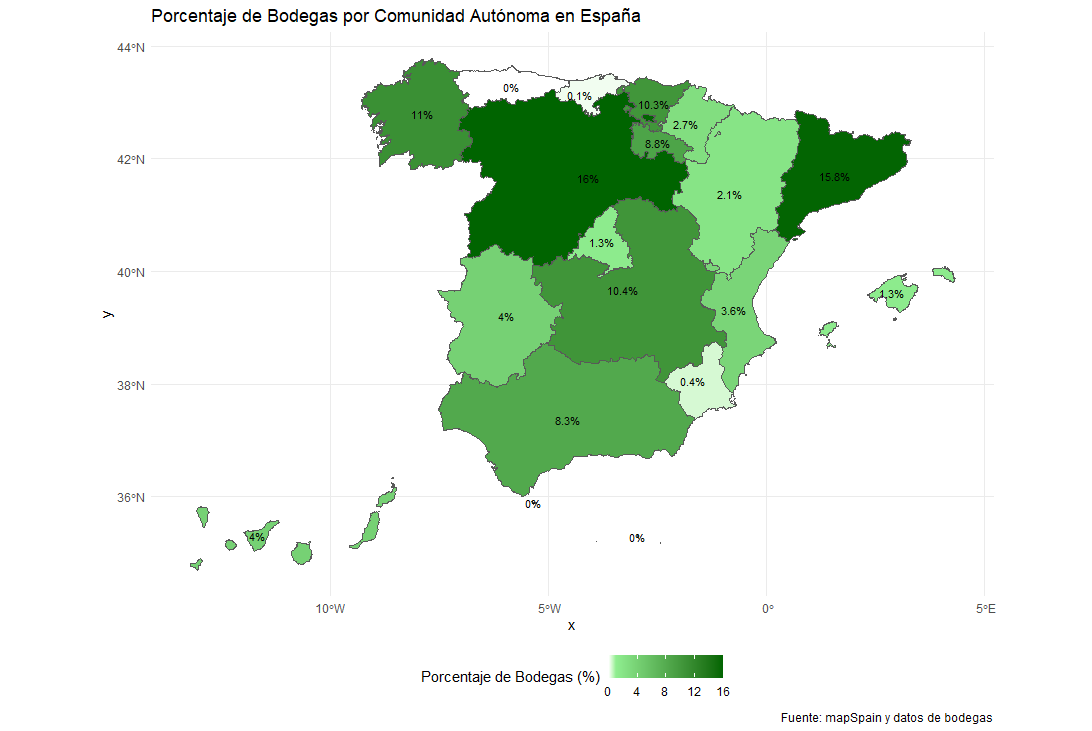 Porcentaje de Bodegas por Comunidad Autónoma en España
44°N
42°N
40°N
38°N
36°N
y
0%
0.1%
10.3%
11%
2.7%
8.8%
16%
15.8%
2.1%
1.3%
10.4%
1.3%
4%
3.6%
0.4%
8.3%
0%
4%
0%
10°W
5°W
0°
5°E
x
Porcentaje de Bodegas (%)
0 4 8 12 16
Fuente: mapSpain y datos de bodegas